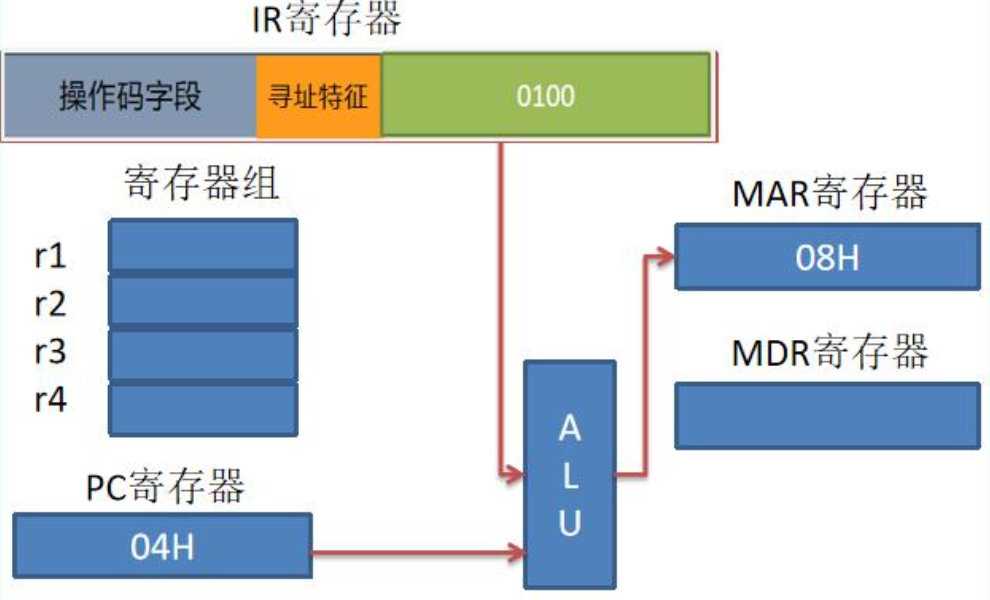 IR寄存器
操作码字段
寻址特征
0100
寄存器组
r1
r2
r3
r4
PC寄存器
04H
A
L
U
MAR寄存器
08H
MDR寄存器